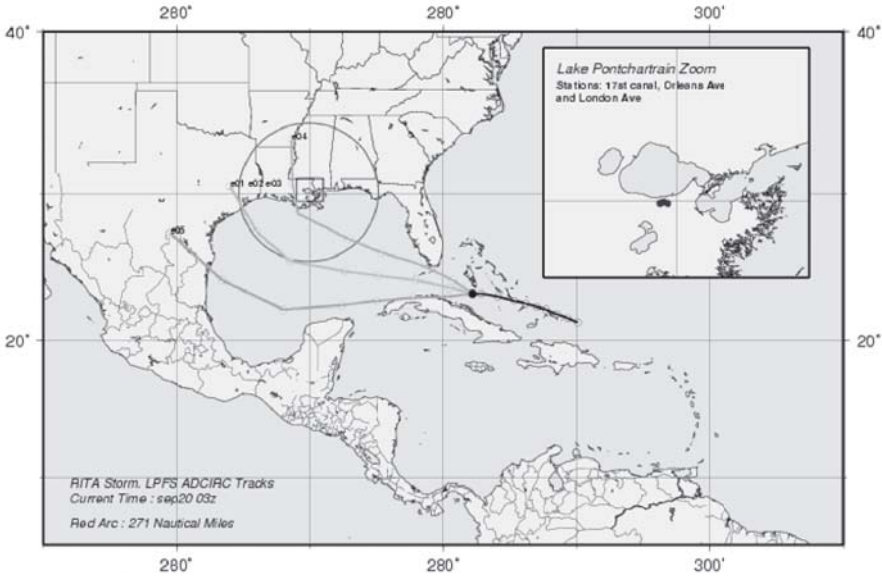 260° 280° 300°
40° 40°
Lake Pontchartrain Zoom
Stations: 17st canal, Orleans Ave
and London Ave
e04
e01 e02 e03
e05
20° 20°
RITA Storm. LPFS ADCIRC Tracks
Current Time : sep20 03z
Red Arc : 271 Nautical Miles
260° 280° 300°